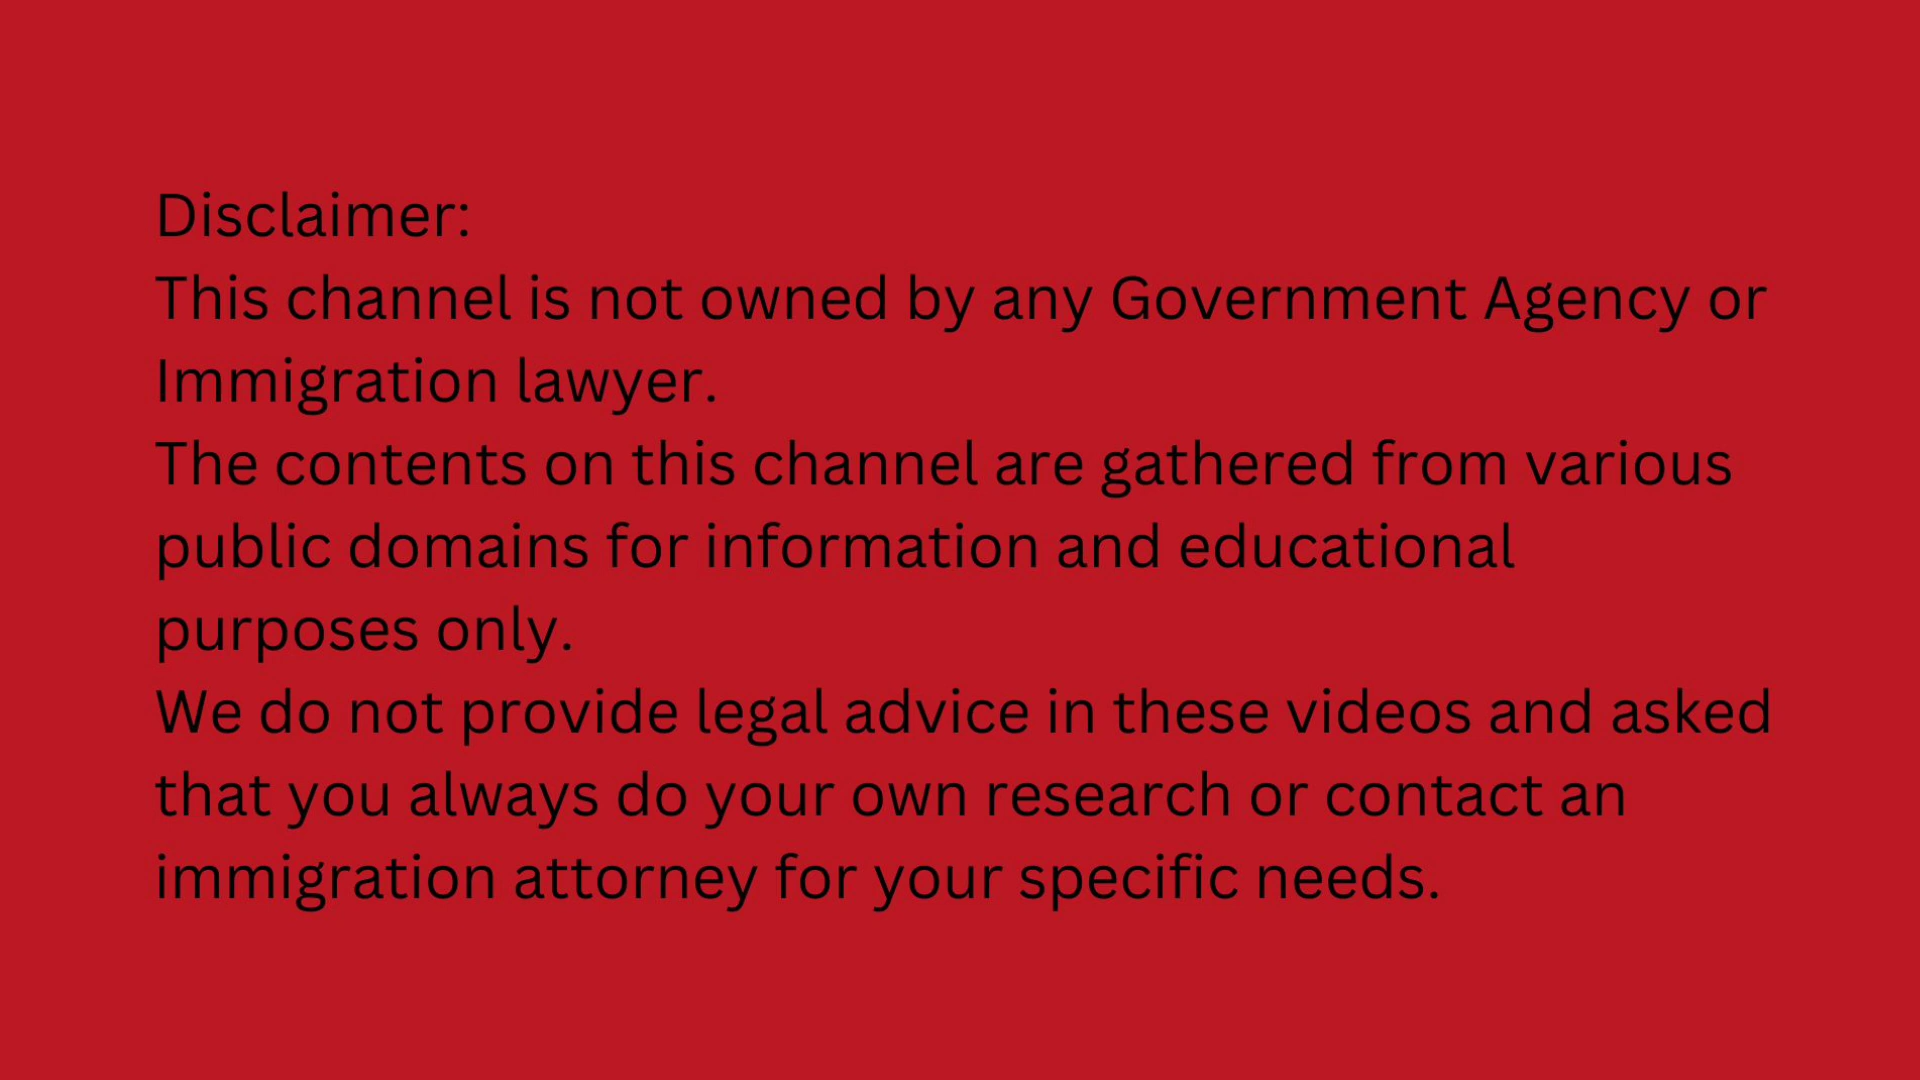 Disclaimer:
This channel is not owned by any Government Agency or
Immigration lawyer.
The contents on this channel are gathered from various
public domains for information and educational
purposes only.
We do not provide legal advice in these videos and asked
that you always do your own research or contact an
immigration attorney for your specific needs.